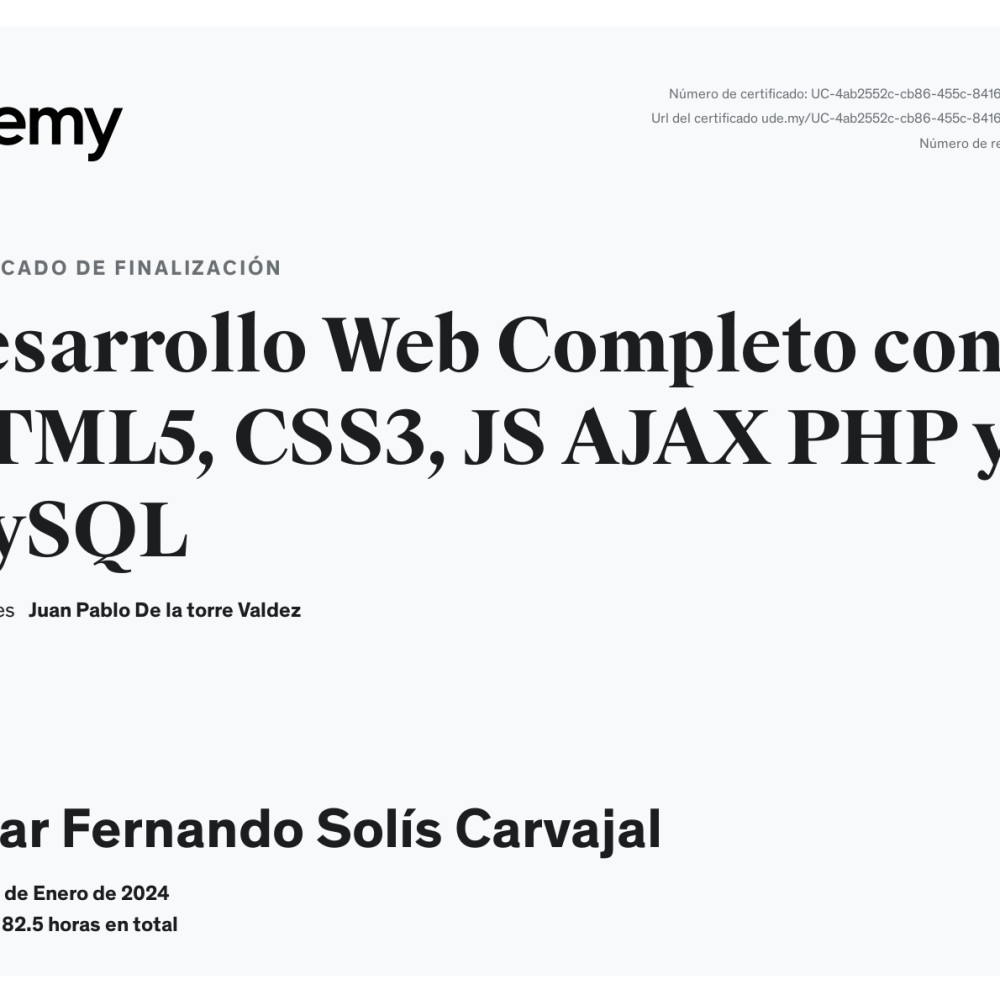 emy
Número de certificado: UC-4ab2552c-cb86-455c-8416
Url del certificado ude.my/UC-4ab2552c-cb86-455c-8416
Número de re
CADO DE FINALIZACIÓN
esarrollo Web Completo con
TML5, CSS3, JS AJAX PHP y
ySQL
es Juan Pablo De la torre Valdez
ar Fernando Solís Carvajal
de Enero de 2024
82.5 horas en total